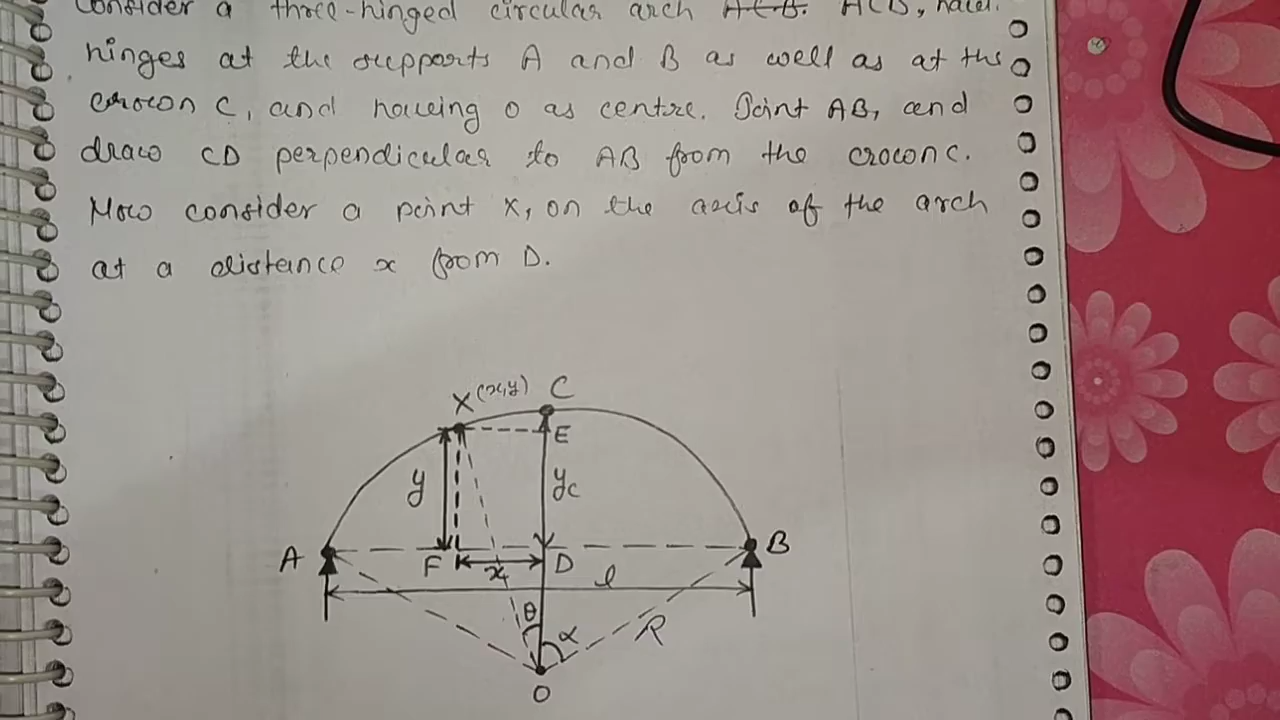 Consider a three-hinged circular arch A̶C̶B̶. ACB,
hinges at the supports A and B as well as at the
crown C, and having O as centre. Joint AB, and
draw CD perpendicular to AB from the crown C.
Now consider a point X, on the axis of the arch
at a distance x from D.
X (x,y) C
E
y yc
A F x D B
l
θ α R
O